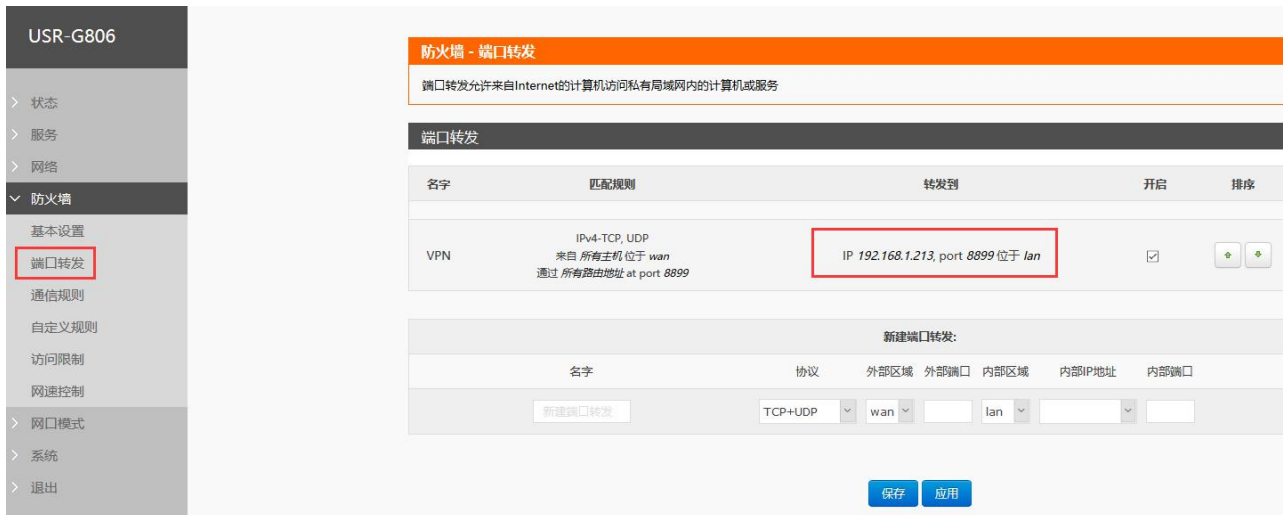 USR-G806
状态
服务
网络
防火墙
基本设置
端口转发
通信规则
自定义规则
访问限制
网速控制
网口模式
系统
退出
防火墙 - 端口转发
端口转发允许来自Internet的计算机访问私有局域网内的计算机或服务
端口转发
名字 匹配规则 转发到 开启 排序
IPv4-TCP, UDP
VPN 来自 所有主机 位于 wan IP 192.168.1.213, port 8899 位于 lan
通过 所有路由地址 at port 8899
新建端口转发:
名字 协议 外部区域 外部端口 内部区域 内部IP地址 内部端口
新建端口转发 TCP+UDP wan lan
保存 应用